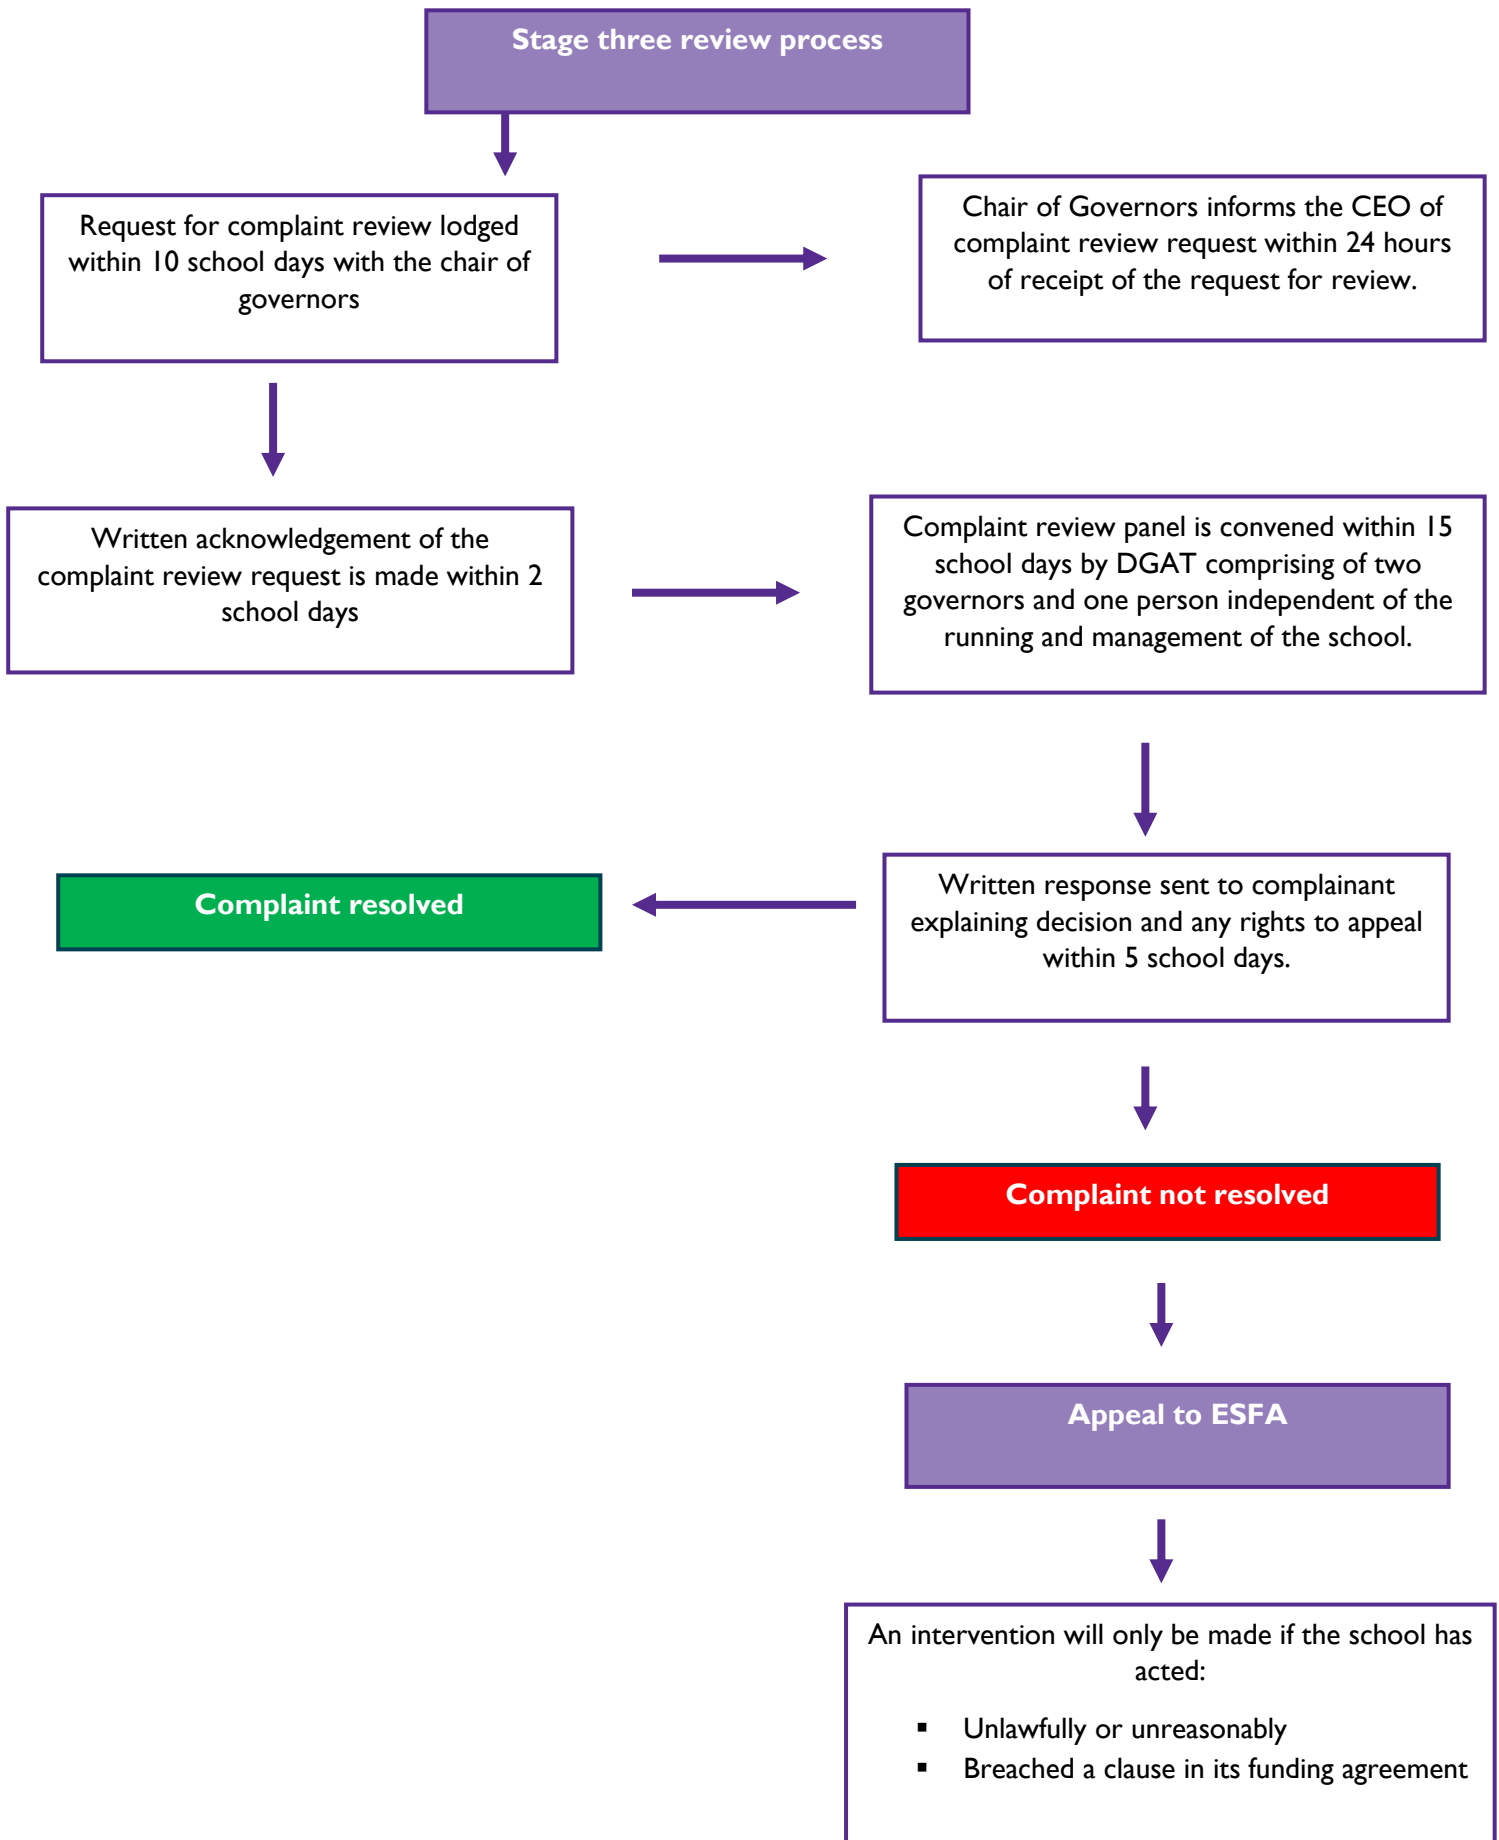 Stage three review process
Request for complaint review lodged
within 10 school days with the chair of
governors
Chair of Governors informs the CEO of
complaint review request within 24 hours
of receipt of the request for review.
Written acknowledgement of the
complaint review request is made within 2
school days
Complaint review panel is convened within 15
school days by DGAT comprising of two
governors and one person independent of the
running and management of the school.
Written response sent to complainant
explaining decision and any rights to appeal
within 5 school days.
Complaint resolved
Complaint not resolved
Appeal to ESFA
An intervention will only be made if the school has
acted:
▪ Unlawfully or unreasonably
▪ Breached a clause in its funding agreement